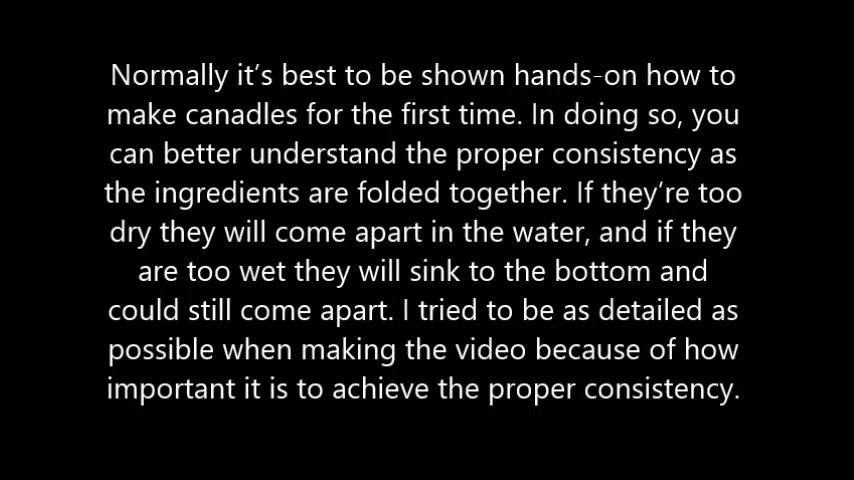 Normally it's best to be shown hands-on how to
make canadles for the first time. In doing so, you
can better understand the proper consistency as
the ingredients are folded together. If they're too
dry they will come apart in the water, and if they
are too wet they will sink to the bottom and
could still come apart. I tried to be as detailed as
possible when making the video because of how
important it is to achieve the proper consistency.